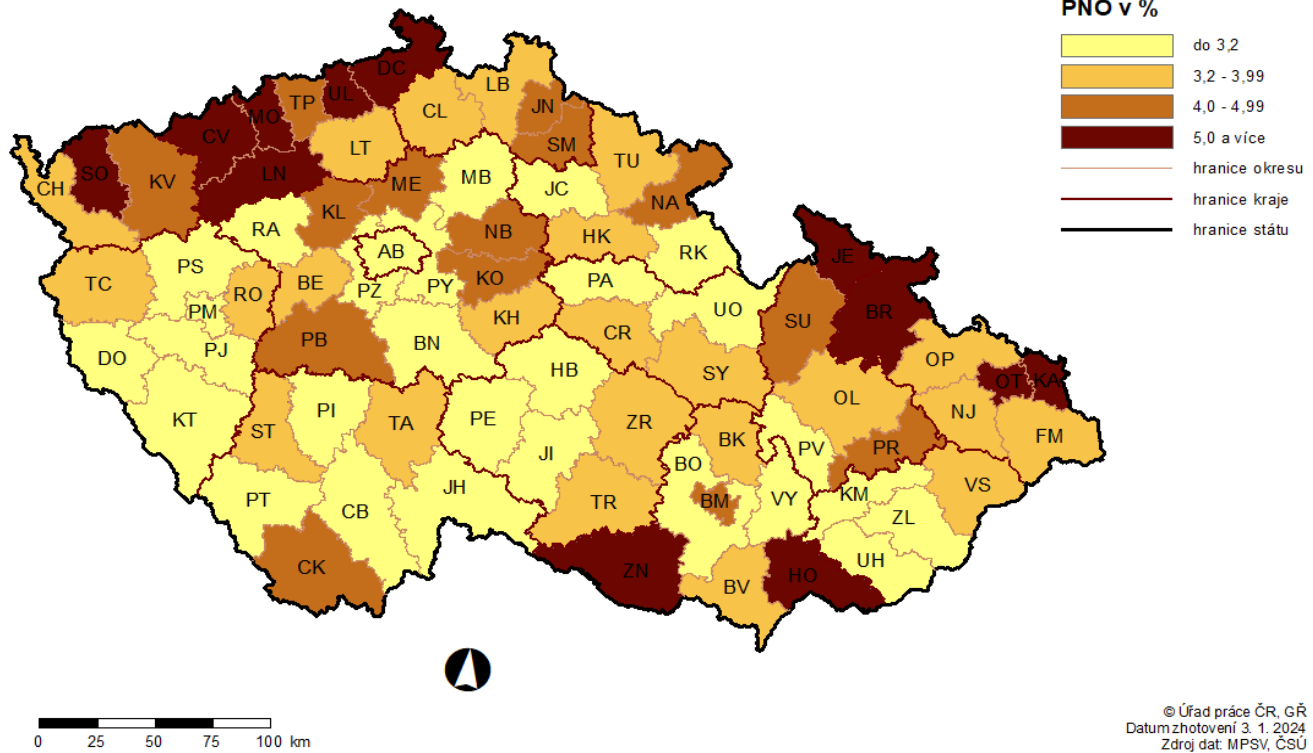 PNO v %
do 3,2
3,2 - 3,99
4,0 - 4,99
5,0 a více
hranice okresu
hranice kraje
hranice státu
DC
LB
UL
TP
MO
CL
JN
CV
LT
SM
TU
SO
KV
LN
ME
MB
JC
CH
NA
KL
RA
NB
HK
AB
RK
JE
PS
KO
TC
BE
PZ
PY
PA
RO
PM
UO
SU
BR
KH
CR
PB
BN
DO
PJ
OP
HB
SY
OT
KA
OL
NJ
KT
PI
TA
PE
ZR
FM
ST
BK
JI
BO
PV
PR
VS
PT
CB
JH
TR
BM
VY
KM
ZL
CK
ZN
BV
HO
UH
0 25 50 75 100 km
© Úřad práce ČR, GŘ
Datum zhotovení 3. 1. 2024
Zdroj dat: MPSV, ČSÚ